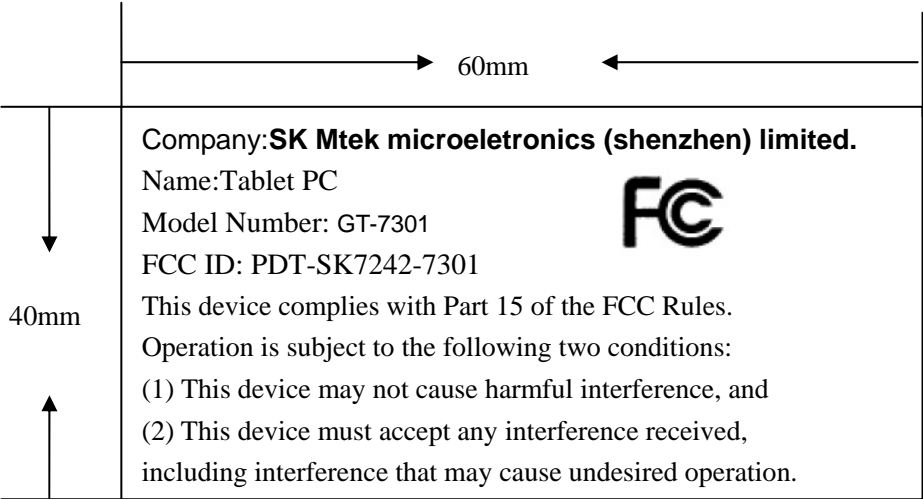 60mm
Company:SK Mtek microeletronics (shenzhen) limited.
Name:Tablet PC
FC
Model Number: GT-7301
FCC ID: PDT-SK7242-7301
40mm
This device complies with Part 15 of the FCC Rules.
Operation is subject to the following two conditions:
(1) This device may not cause harmful interference, and
(2) This device must accept any interference received,
including interference that may cause undesired operation.